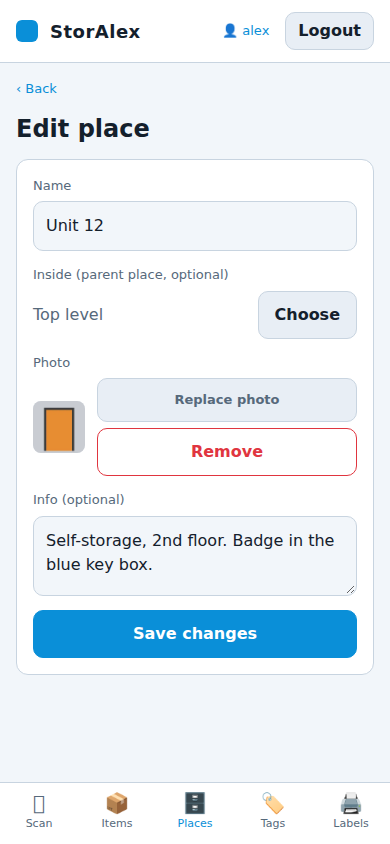 StorAlex
alex
Logout
‹ Back
Edit place
Name
Unit 12
Inside (parent place, optional)
Top level
Choose
Photo
Replace photo
Remove
Info (optional)
Self-storage, 2nd floor. Badge in the
blue key box.
Save changes
Scan
Items
Places
Tags
Labels